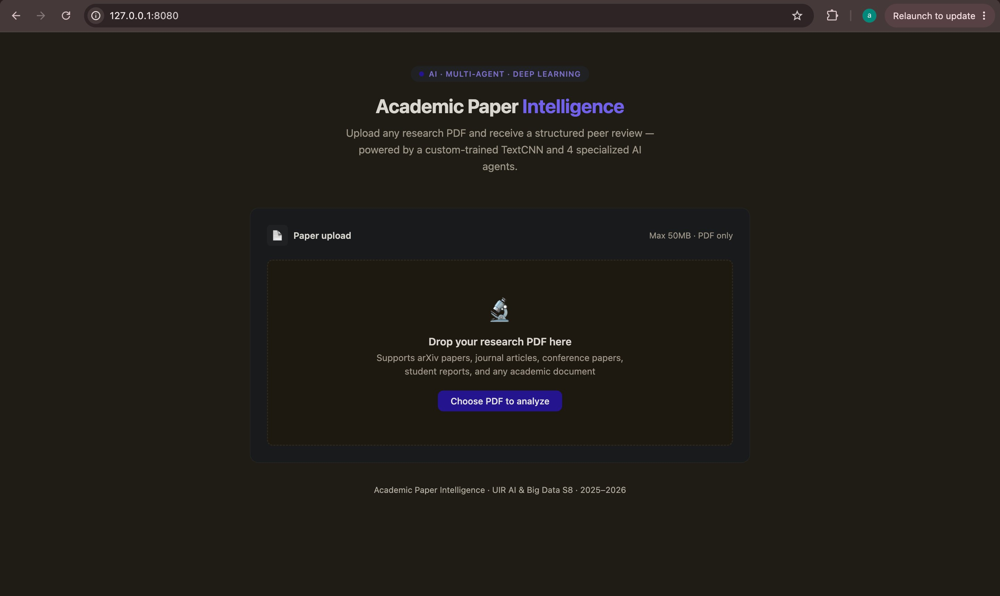 127.0.0.1:8080
a
Relaunch to update
AI · MULTI-AGENT · DEEP LEARNING
Academic Paper Intelligence
Upload any research PDF and receive a structured peer review —
powered by a custom-trained TextCNN and 4 specialized AI
agents.
Paper upload
Max 50MB · PDF only
Drop your research PDF here
Supports arXiv papers, journal articles, conference papers,
student reports, and any academic document
Choose PDF to analyze
Academic Paper Intelligence · UIR AI & Big Data S8 · 2025–2026